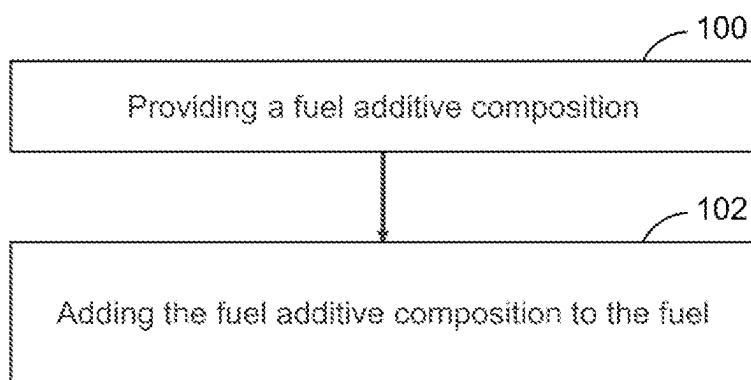 100
Providing a fuel additive composition
102
Adding the fuel additive composition to the fuel